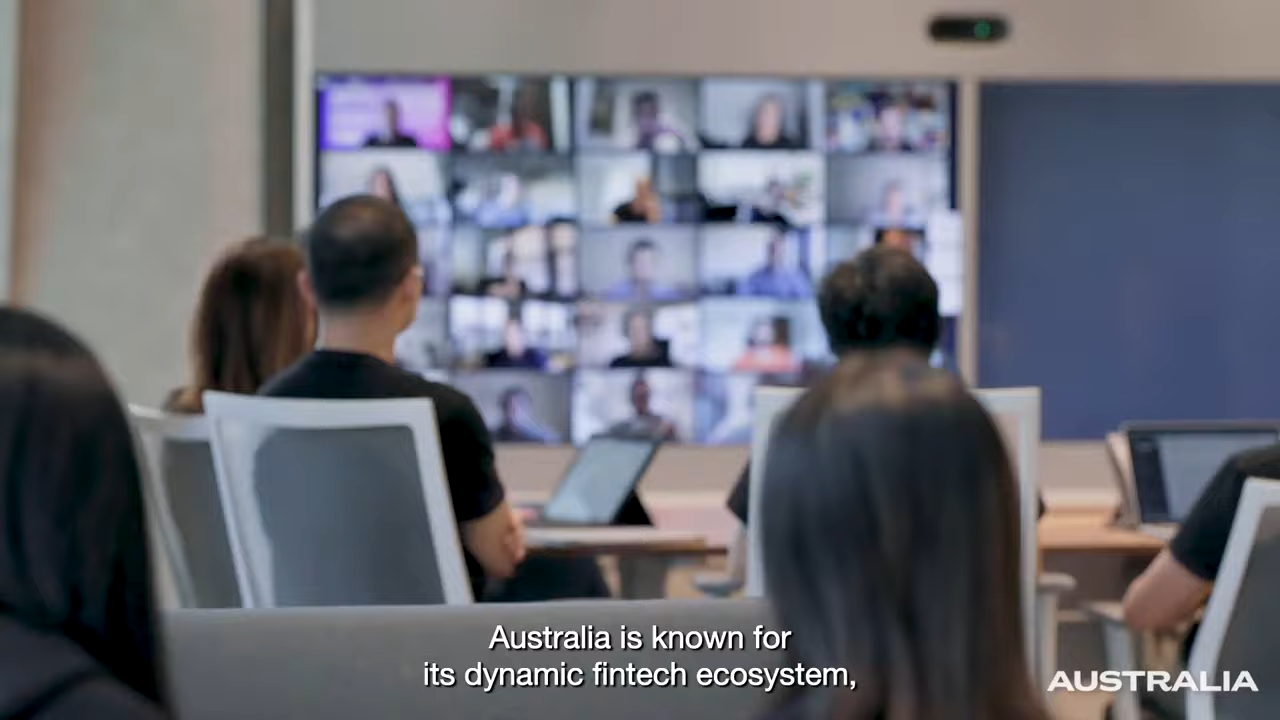 Australia is known for
its dynamic fintech ecosystem,
AUSTRALIA